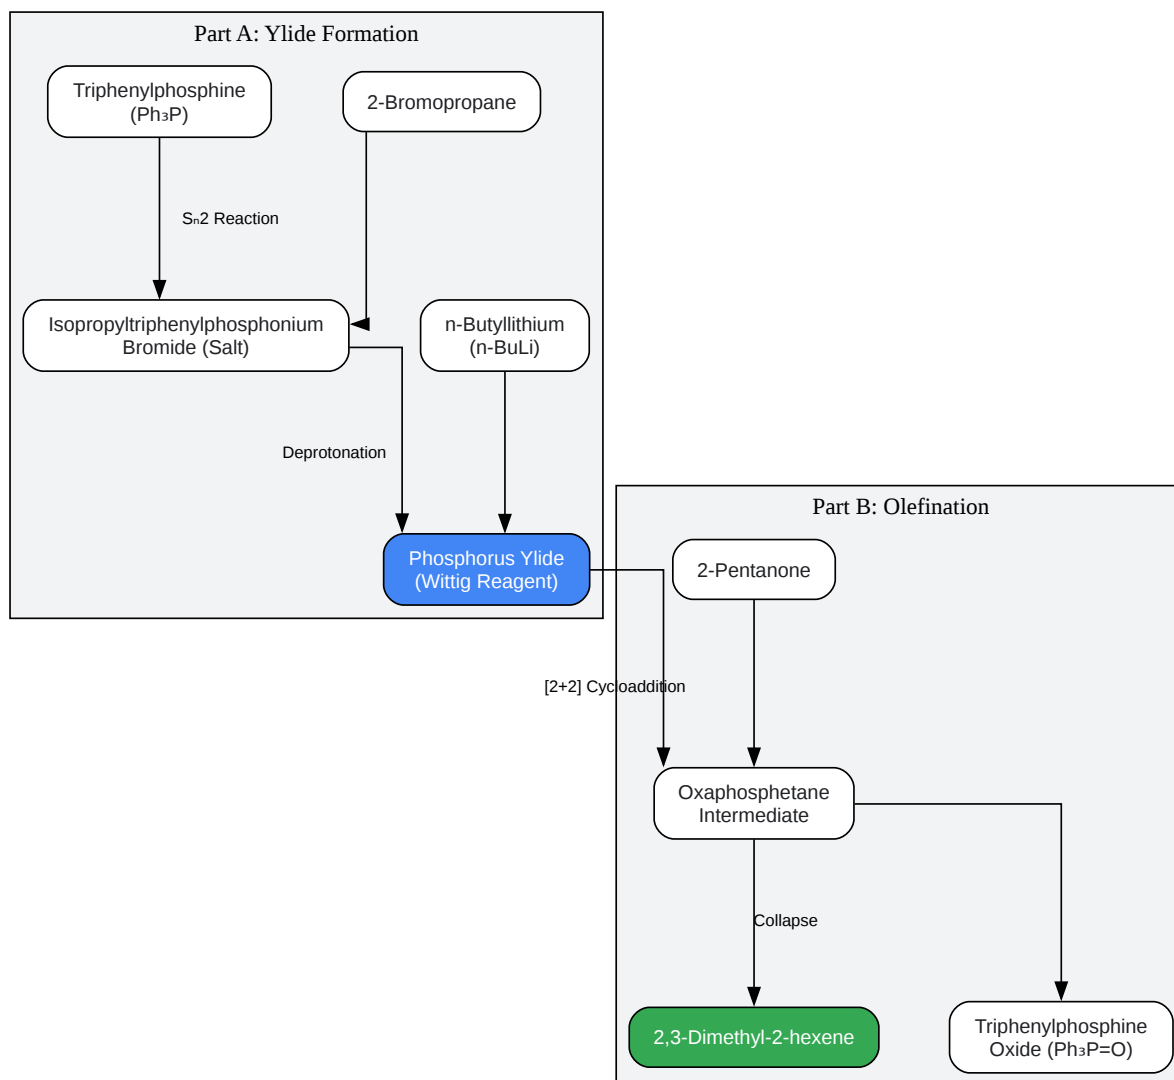 Part A: Ylide Formation
Triphenylphosphine
(Ph₃P)
2-Bromopropane
Sₙ2 Reaction
Isopropyltriphenylphosphonium
Bromide (Salt)
n-Butyllithium
(n-BuLi)
Deprotonation
Phosphorus Ylide
(Wittig Reagent)
Part B: Olefination
2-Pentanone
[2+2] Cycloaddition
Oxaphosphetane
Intermediate
Collapse
2,3-Dimethyl-2-hexene
Triphenylphosphine
Oxide (Ph₃P=O)